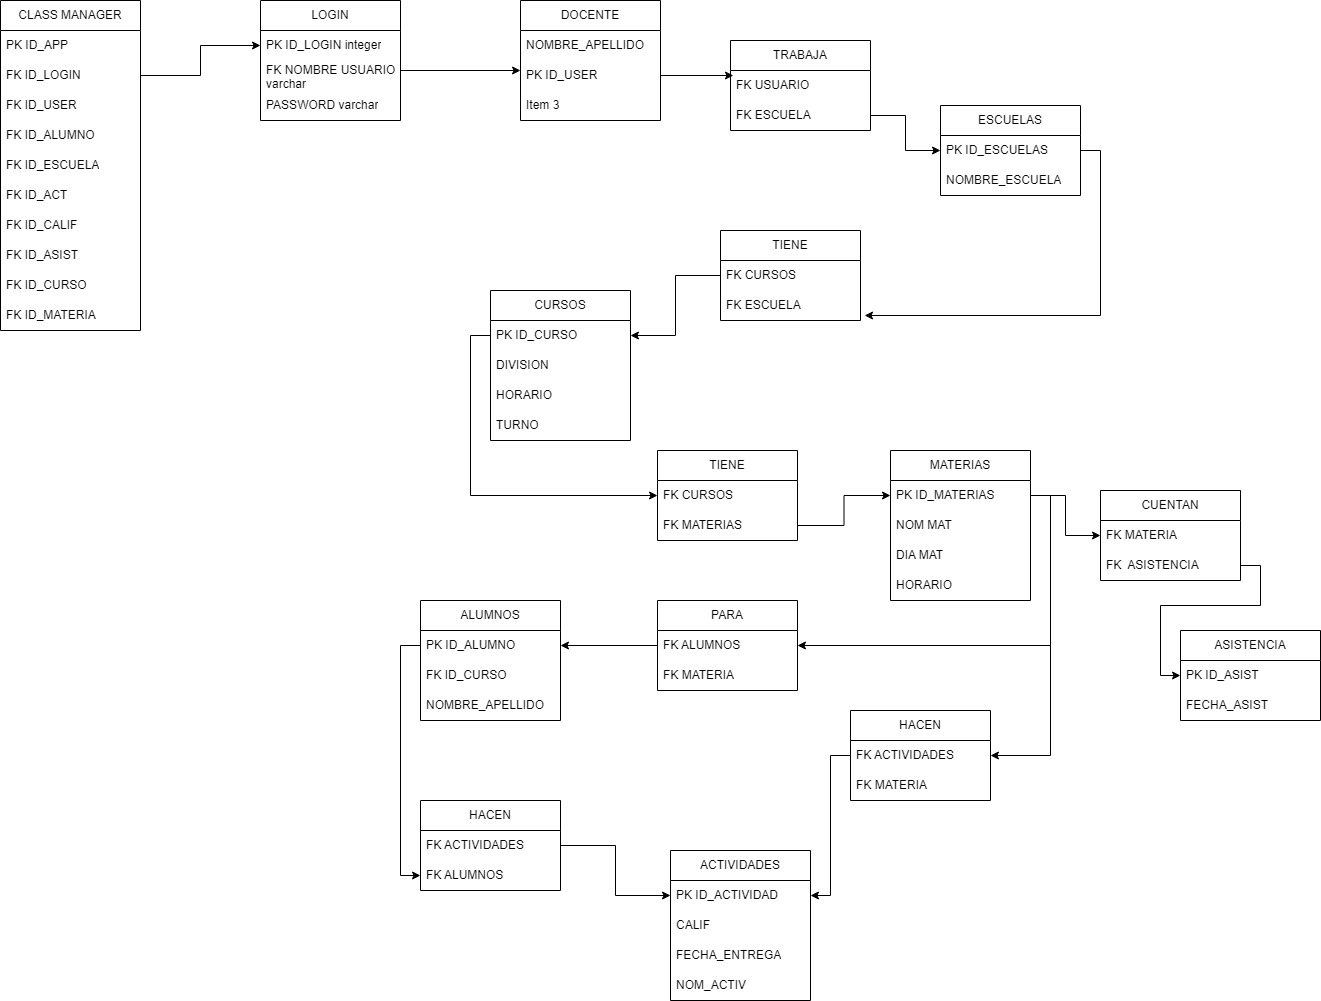 CLASS MANAGER
PK ID_APP
FK ID_LOGIN
FK ID_USER
FK ID_ALUMNO
FK ID_ESCUELA
FK ID_ACT
FK ID_CALIF
FK ID_ASIST
FK ID_CURSO
FK ID_MATERIA
LOGIN
PK ID_LOGIN integer
FK NOMBRE USUARIO
varchar
PASSWORD varchar
DOCENTE
NOMBRE_APELLIDO
PK ID_USER
Item 3
TRABAJA
FK USUARIO
FK ESCUELA
ESCUELAS
PK ID_ESCUELAS
NOMBRE_ESCUELA
TIENE
FK CURSOS
FK ESCUELA
CURSOS
PK ID_CURSO
DIVISION
HORARIO
TURNO
TIENE
FK CURSOS
FK MATERIAS
MATERIAS
PK ID_MATERIAS
NOM MAT
DIA MAT
HORARIO
CUENTAN
FK MATERIA
FK  ASISTENCIA
ALUMNOS
PK ID_ALUMNO
FK ID_CURSO
NOMBRE_APELLIDO
PARA
FK ALUMNOS
FK MATERIA
ASISTENCIA
PK ID_ASIST
FECHA_ASIST
HACEN
FK ACTIVIDADES
FK MATERIA
HACEN
FK ACTIVIDADES
FK ALUMNOS
ACTIVIDADES
PK ID_ACTIVIDAD
CALIF
FECHA_ENTREGA
NOM_ACTIV